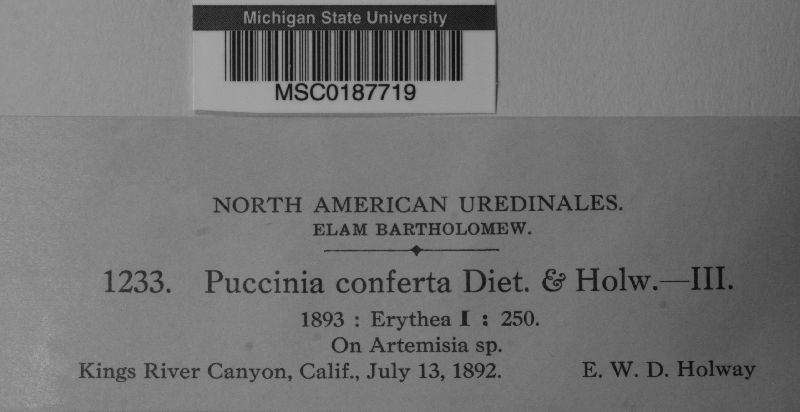 Michigan State University
MSC0187719
NORTH AMERICAN UREDINALES.
ELAM BARTHOLOMEW.
1233. Puccinia conferta Diet. & Holw.—III.
1893 : Erythea I : 250.
On Artemisia sp.
Kings River Canyon, Calif., July 13, 1892. E. W. D. Holway